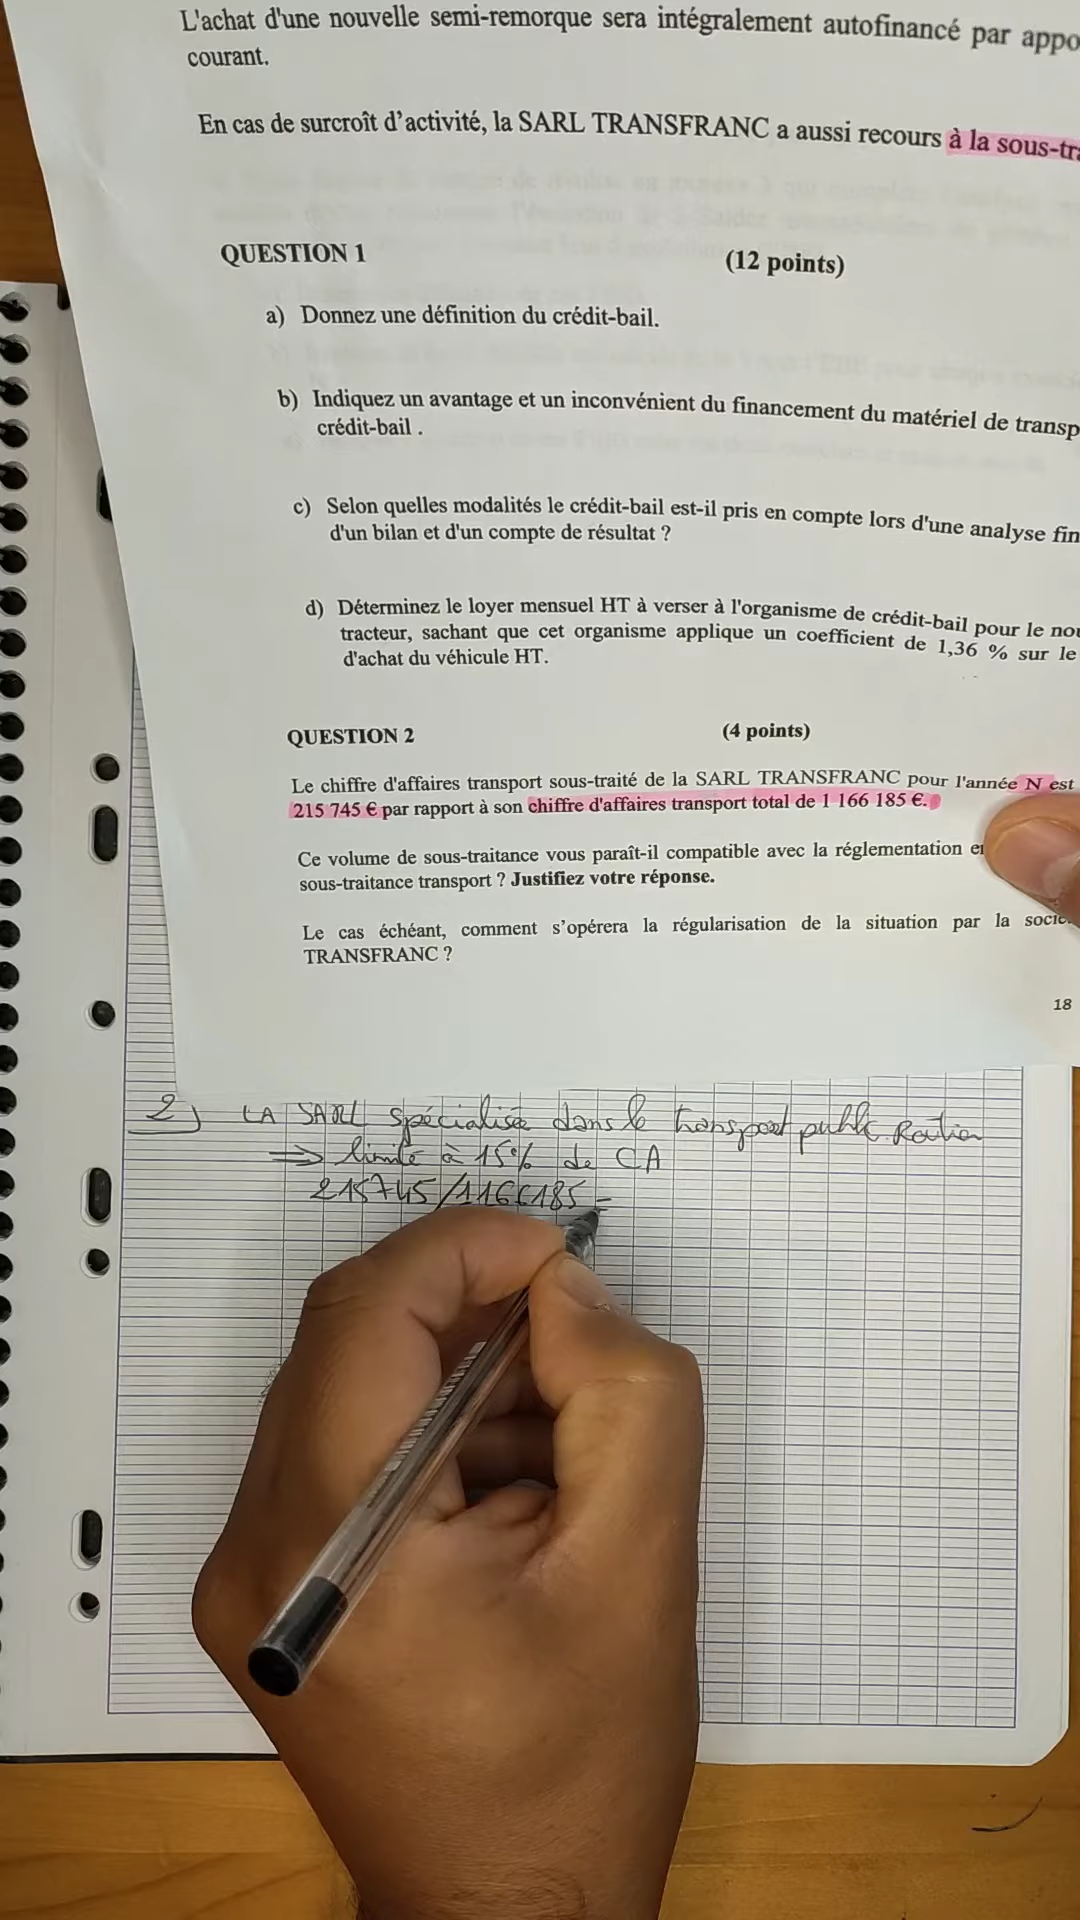 L'achat d'une nouvelle semi-remorque sera intégralement autofinancé par appo
courant.
En cas de surcroît d'activité, la SARL TRANSFRANC a aussi recours à la sous-tra
QUESTION 1 (12 points)
a) Donnez une définition du crédit-bail.
b) Indiquez un avantage et un inconvénient du financement du matériel de transp
crédit-bail .
c) Selon quelles modalités le crédit-bail est-il pris en compte lors d'une analyse fin
d'un bilan et d'un compte de résultat ?
d) Déterminez le loyer mensuel HT à verser à l'organisme de crédit-bail pour le nou
tracteur, sachant que cet organisme applique un coefficient de 1,36 % sur le
d'achat du véhicule HT.
QUESTION 2 (4 points)
Le chiffre d'affaires transport sous-traité de la SARL TRANSFRANC pour l'année N est
215 745 € par rapport à son chiffre d'affaires transport total de 1 166 185 €.
Ce volume de sous-traitance vous paraît-il compatible avec la réglementation en
sous-traitance transport ? Justifiez votre réponse.
Le cas échéant, comment s'opérera la régularisation de la situation par la socié
TRANSFRANC ?
18
2) LA SARL spécialisée dans le transport public Routier
⇒ limité à 15% de CA
215745/1166185 =